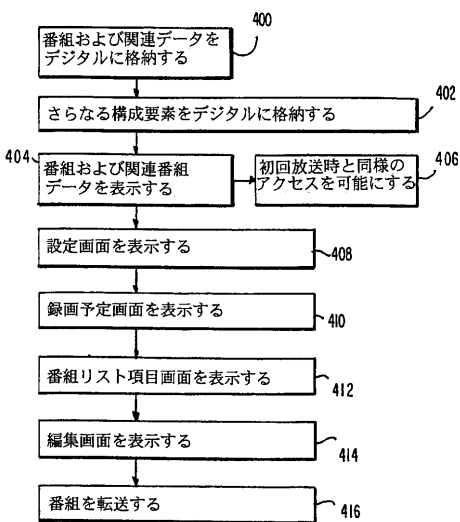 400
番組および関連データを
デジタルに格納する
402
さらなる構成要素をデジタルに格納する
404
番組および関連番組
データを表示する
初回放送時と同様の
アクセスを可能にする
406
設定画面を表示する
408
録画予定画面を表示する
410
番組リスト項目画面を表示する
412
編集画面を表示する
414
番組を転送する
416